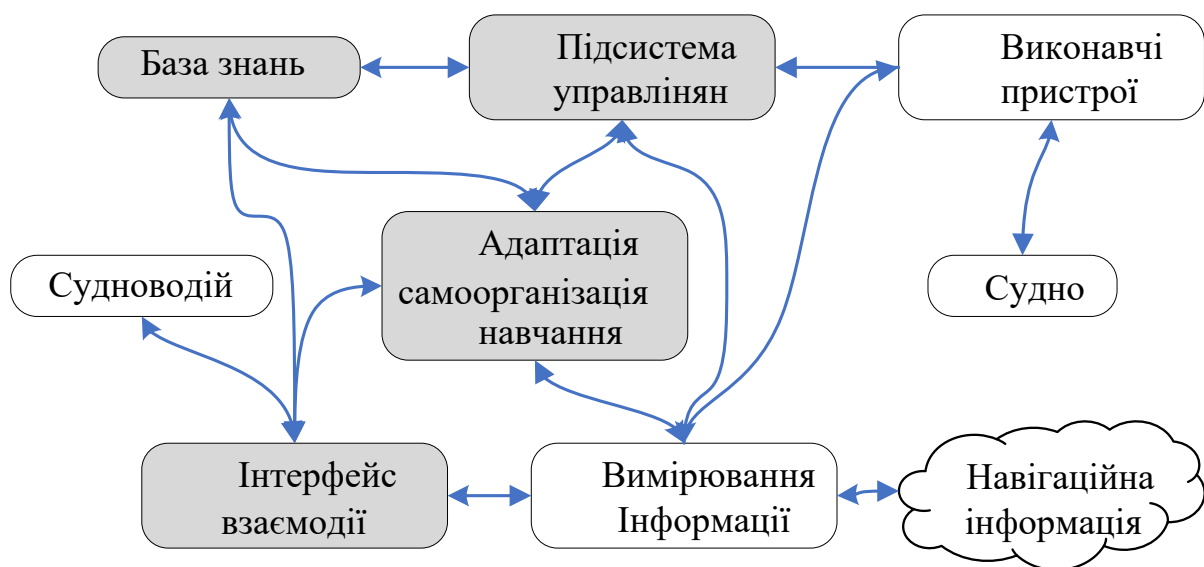 База знань
Підсистема
управлінян
Виконавчі
пристрої
Адаптація
самоорганізація
навчання
Судноводій
Судно
Інтерфейс
взаємодії
Вимірювання
Інформації
Навігаційна
інформація